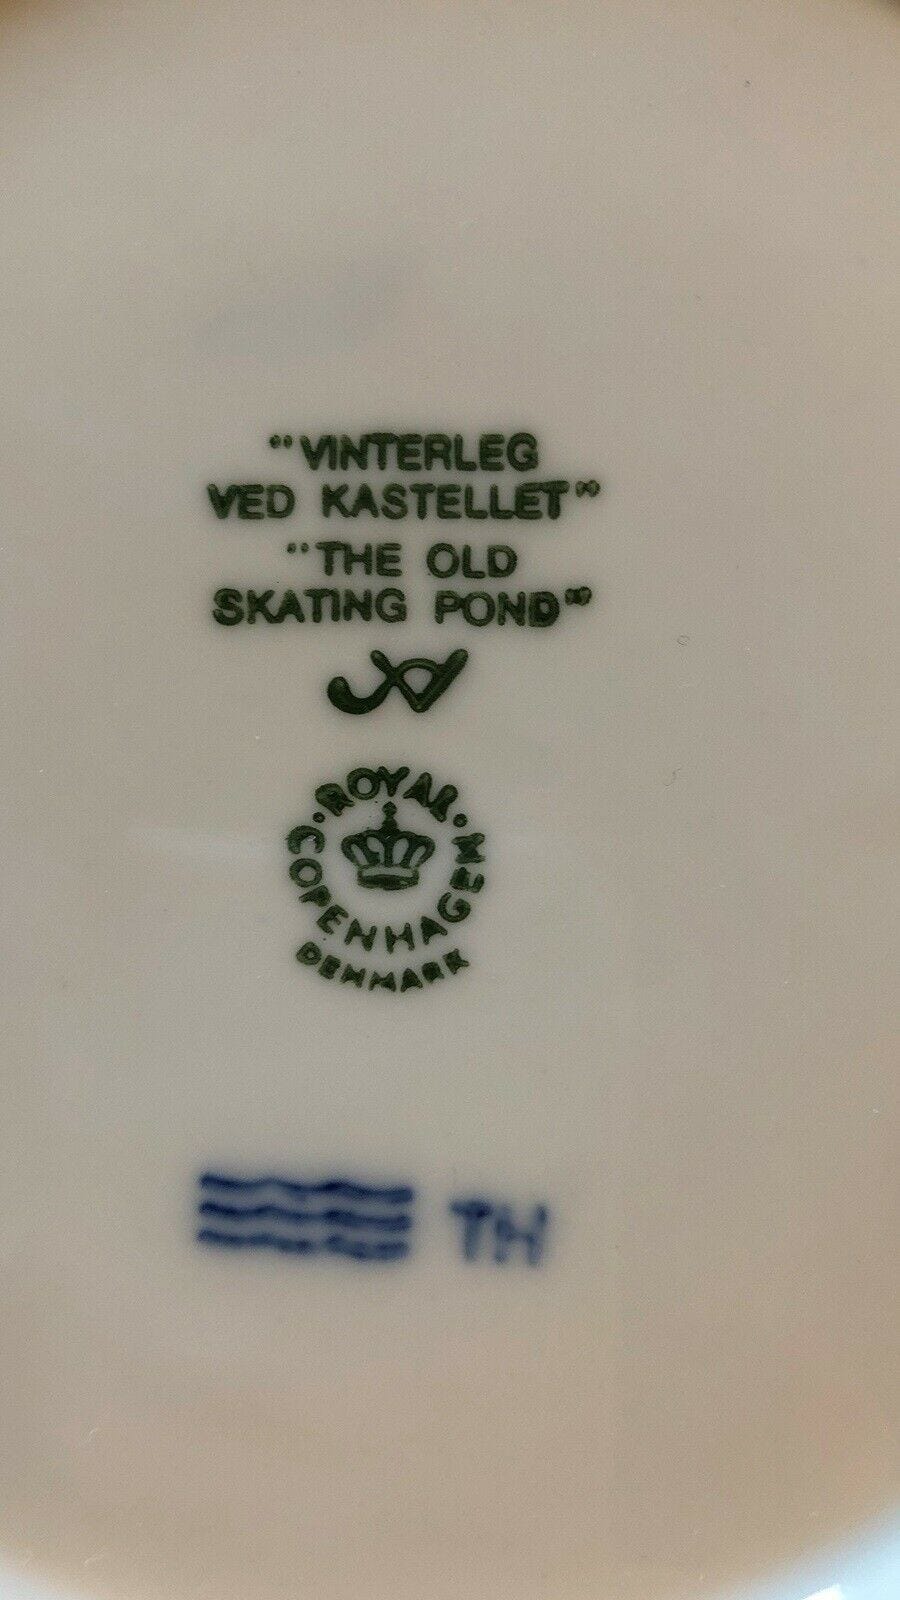 "VINTERLEG
VED KASTELLET"
"THE OLD
SKATING POND"
ROYAL
COPENHAGEN
DENMARK
TH